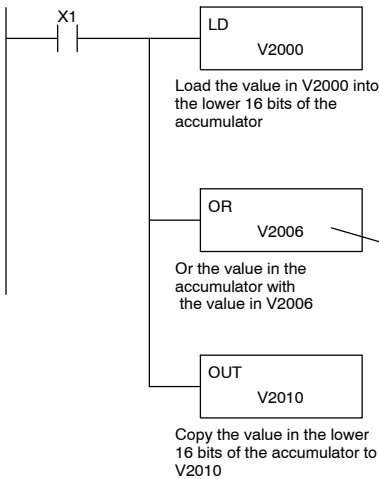 X1
LD
V2000
Load the value in V2000 into
the lower 16 bits of the
accumulator
OR
V2006
Or the value in the
accumulator with
the value in V2006
OUT
V2010
Copy the value in the lower
16 bits of the accumulator to
V2010